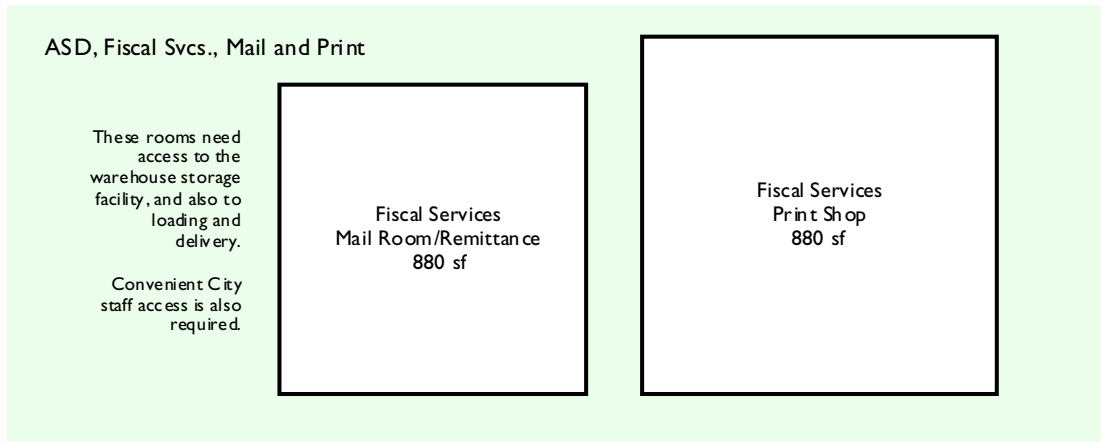 ASD, Fiscal Svcs., Mail and Print
These rooms need
access to the
warehouse storage
facility, and also to
loading and
delivery.
Convenient City
staff access is also
required.
Fiscal Services
Mail Room/Remittance
880 sf
Fiscal Services
Print Shop
880 sf